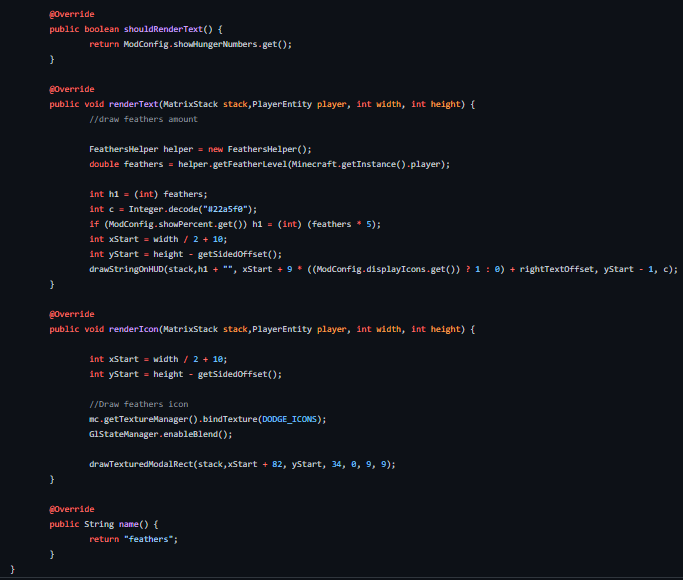 @Override
public boolean shouldRenderText() {
return ModConfig.showHungerNumbers.get();
}
@Override
public void renderText(MatrixStack stack,PlayerEntity player, int width, int height) {
//draw feathers amount
FeathersHelper helper = new FeathersHelper();
double feathers = helper.getFeatherLevel(Minecraft.getInstance().player);
int h1 = (int) feathers;
int c = Integer.decode("#22a5f0");
if (ModConfig.showPercent.get()) h1 = (int) (feathers * 5);
int xStart = width / 2 + 10;
int yStart = height - getSidedOffset();
drawStringOnHUD(stack,h1 + "", xStart + 9 * ((ModConfig.displayIcons.get()) ? 1 : 0) + rightTextOffset, yStart - 1, c);
}
@Override
public void renderIcon(MatrixStack stack,PlayerEntity player, int width, int height) {
int xStart = width / 2 + 10;
int yStart = height - getSidedOffset();
//Draw feathers icon
mc.getTextureManager().bindTexture(DODGE_ICONS);
GlStateManager.enableBlend();
drawTexturedModalRect(stack,xStart + 82, yStart, 34, 0, 9, 9);
}
@Override
public String name() {
return "feathers";
}
}